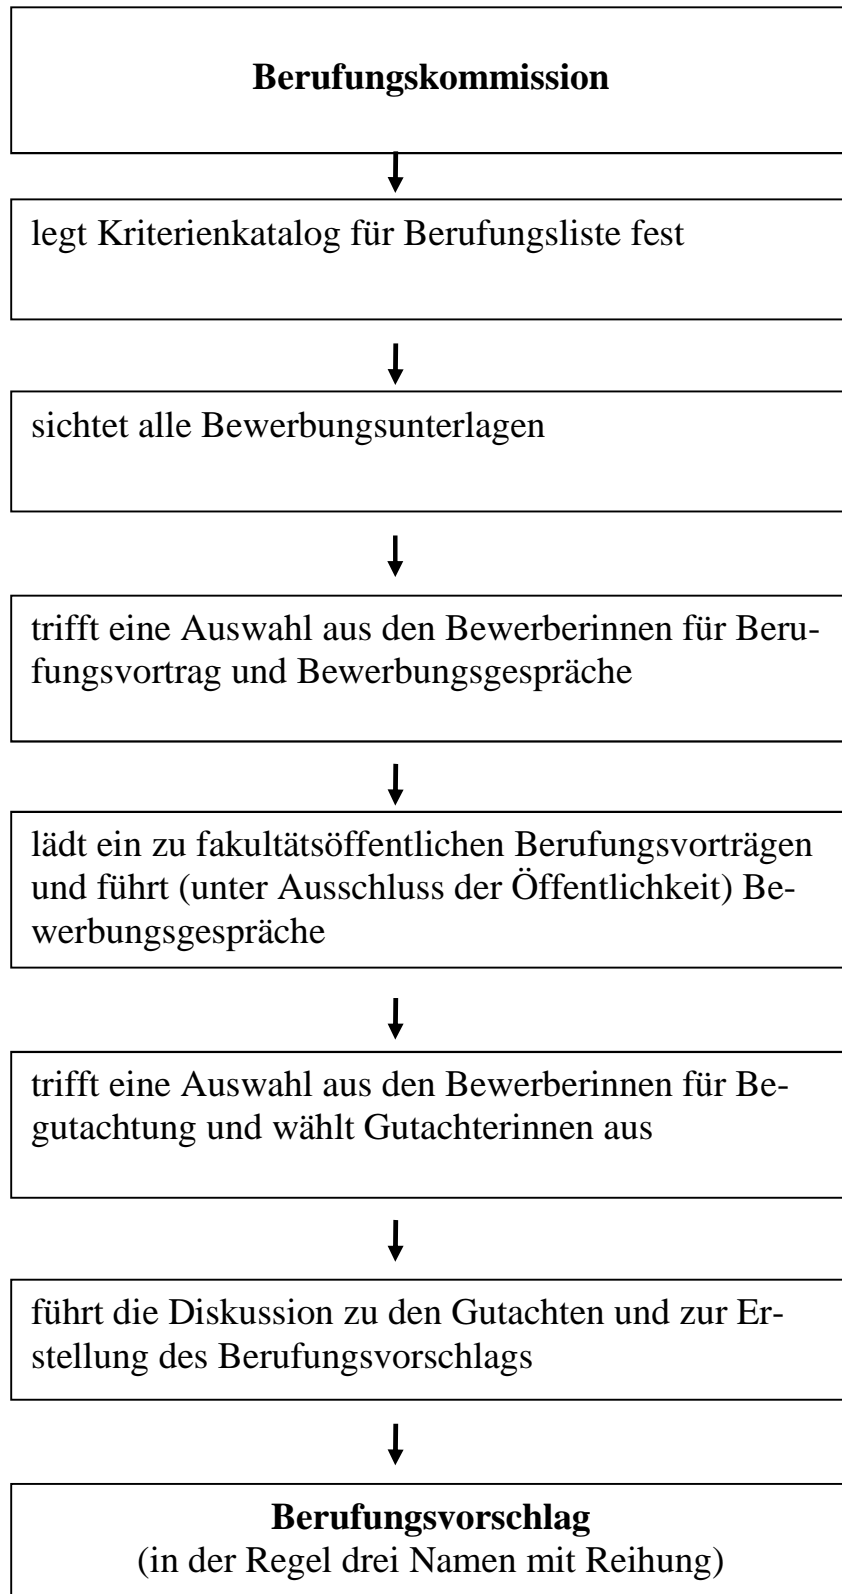 Berufungskommission
legt Kriterienkatalog für Berufungsliste fest
sichtet alle Bewerbungsunterlagen
trifft eine Auswahl aus den Bewerberinnen für Beru-
fungsvortrag und Bewerbungsgespräche
lädt ein zu fakultätsöffentlichen Berufungsvorträgen
und führt (unter Ausschluss der Öffentlichkeit) Be-
werbungsgespräche
trifft eine Auswahl aus den Bewerberinnen für Be-
gutachtung und wählt Gutachterinnen aus
führt die Diskussion zu den Gutachten und zur Er-
stellung des Berufungsvorschlags
Berufungsvorschlag
(in der Regel drei Namen mit Reihung)